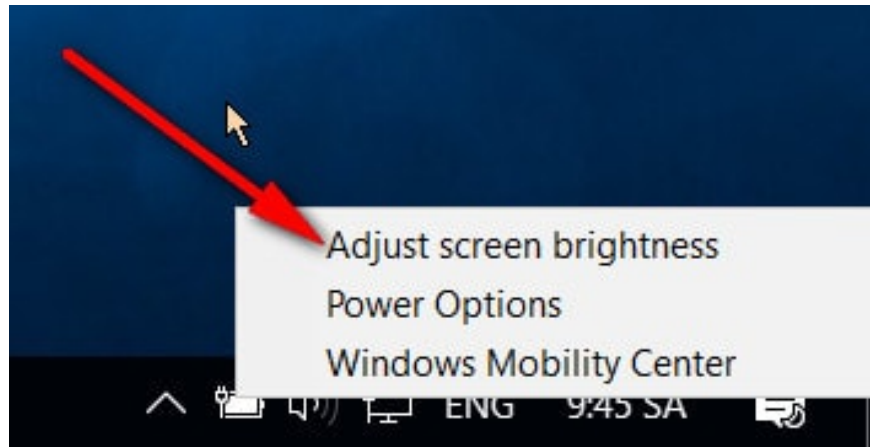 Adjust screen brightness
Power Options
Windows Mobility Center
ENG 9:45 SA